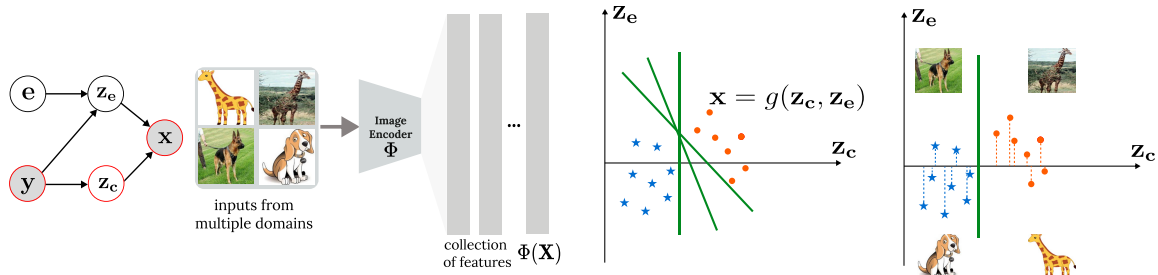 e
z_e
x
y
z_c
inputs from
multiple domains
Image
Encoder
Φ
...
collection
of features
Φ(X)
z_e
x = g(z_c, z_e)
z_c
z_e
z_c